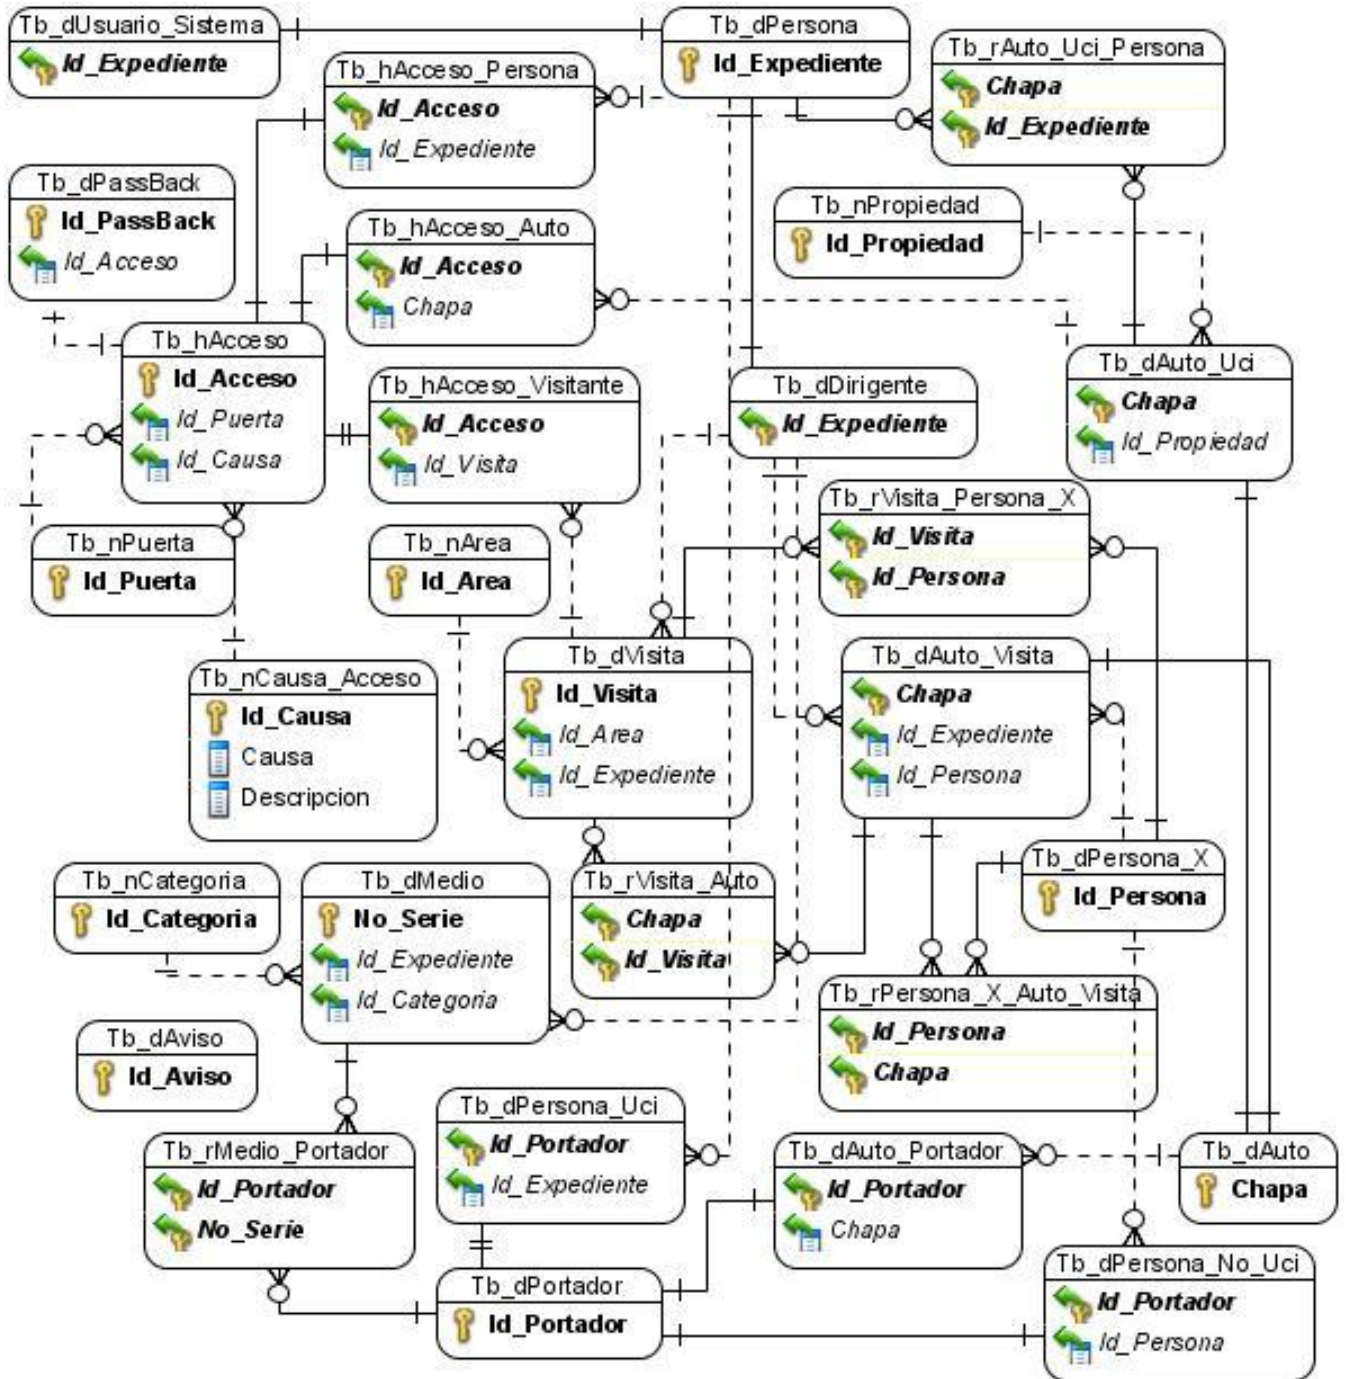 Tb_dUsuario_Sistema
Id_Expediente
Tb_dPersona
Id_Expediente
Tb_rAuto_Uci_Persona
Chapa
Id_Expediente
Tb_hAcceso_Persona
Id_Acceso
Id_Expediente
Tb_dPassBack
Id_PassBack
Id_Acceso
Tb_nPropiedad
Id_Propiedad
Tb_hAcceso_Auto
Id_Acceso
Chapa
Tb_hAcceso
Id_Acceso
Id_Puerta
Id_Causa
Tb_hAcceso_Visitante
Id_Acceso
Id_Visita
Tb_dDirigente
Id_Expediente
Tb_dAuto_Uci
Chapa
Id_Propiedad
Tb_rVisita_Persona_X
Id_Visita
Id_Persona
Tb_nPuerta
Id_Puerta
Tb_nArea
Id_Area
Tb_nCausa_Acceso
Id_Causa
Causa
Descripcion
Tb_dVisita
Id_Visita
Id_Area
Id_Expediente
Tb_dAuto_Visita
Chapa
Id_Expediente
Id_Persona
Tb_dPersona_X
Id_Persona
Tb_nCategoria
Id_Categoria
Tb_dMedio
No_Serie
Id_Expediente
Id_Categoria
Tb_rVisita_Auto
Chapa
Id_Visita
Tb_rPersona_X_Auto_Visita
Id_Persona
Chapa
Tb_dAviso
Id_Aviso
Tb_dPersona_Uci
Id_Portador
Id_Expediente
Tb_rMedio_Portador
Id_Portador
No_Serie
Tb_dAuto_Portador
Id_Portador
Chapa
Tb_dAuto
Chapa
Tb_dPortador
Id_Portador
Tb_dPersona_No_Uci
Id_Portador
Id_Persona